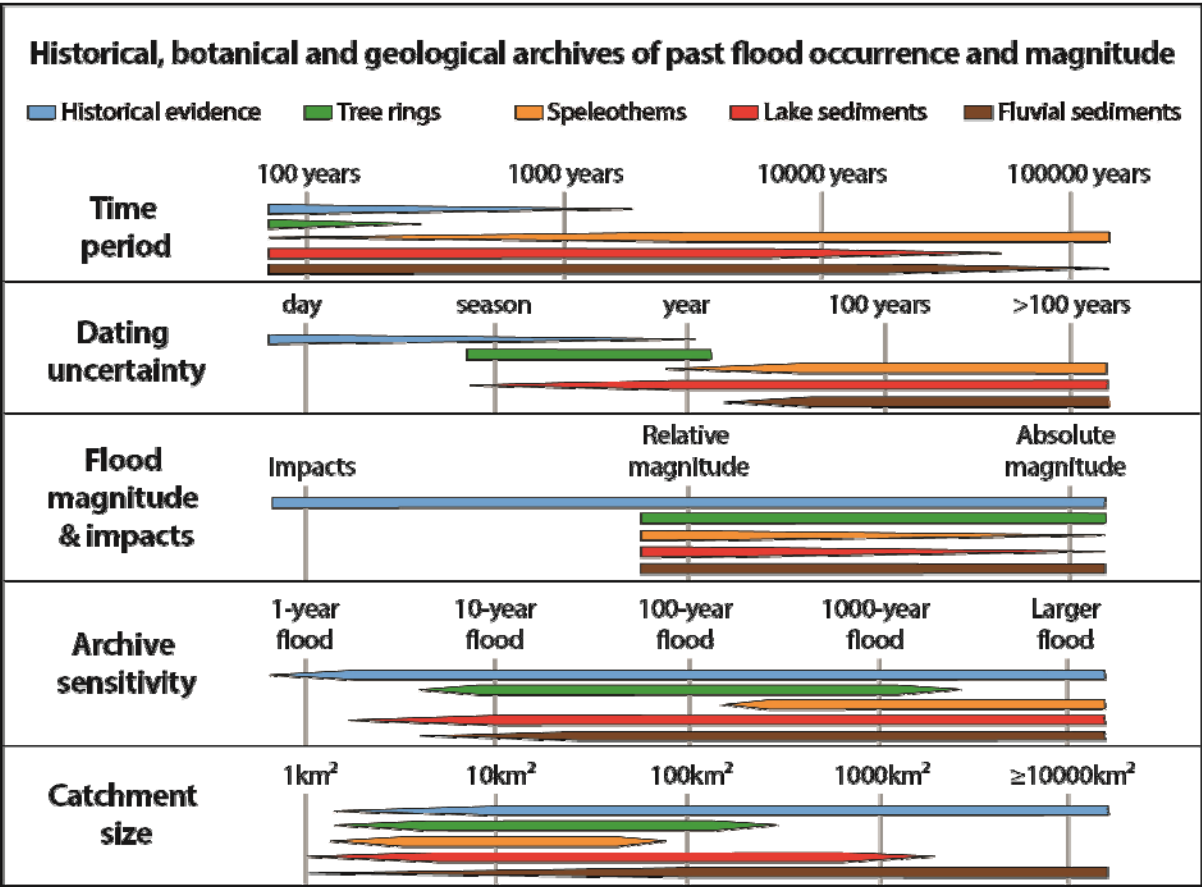 Historical, botanical and geological archives of past flood occurrence and magnitude
Historical evidence Tree rings Speleothems Lake sediments Fluvial sediments
Time
period
100 years 1000 years 10000 years 100000 years
Dating
uncertainty
day season year 100 years >100 years
Flood
magnitude
& impacts
Impacts
Relative
magnitude
Absolute
magnitude
Archive
sensitivity
1-year
flood
10-year
flood
100-year
flood
1000-year
flood
Larger
flood
Catchment
size
1km² 10km² 100km² 1000km² ≥10000km²